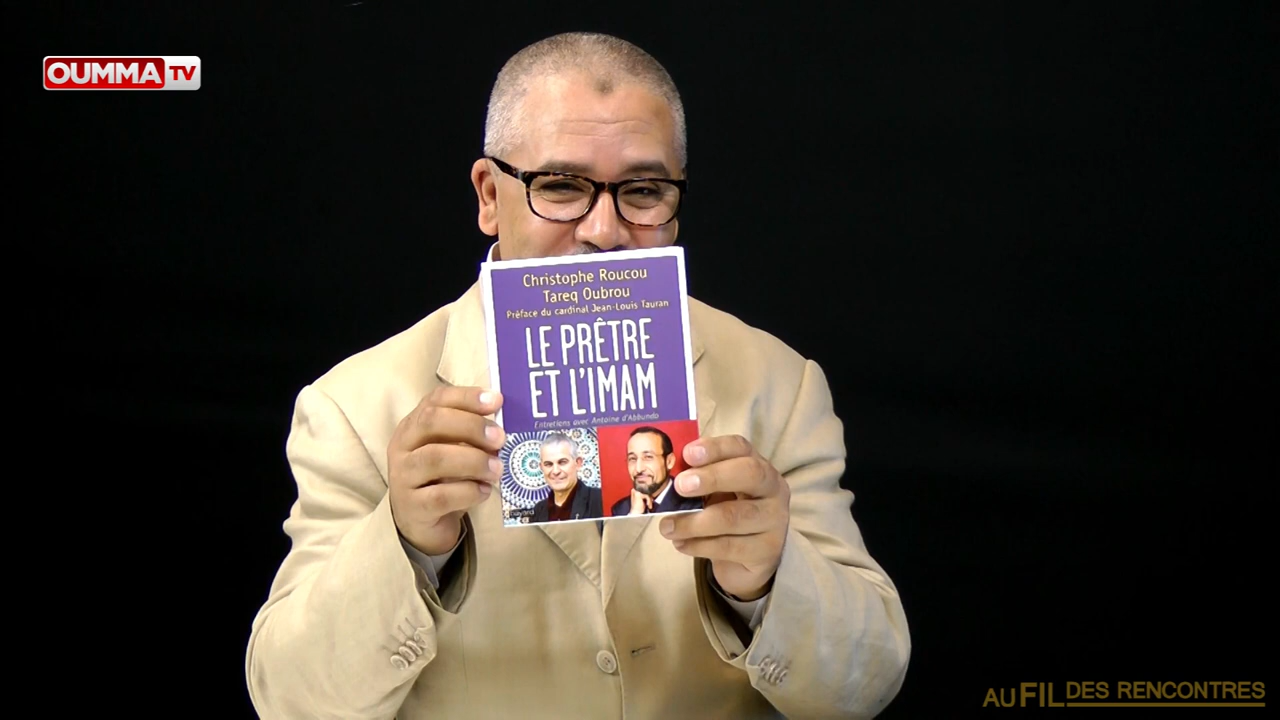 OUMMA TV
Christophe Roucou
Tareq Oubrou
Préface du cardinal Jean-Louis Tauran
LE PRÊTRE
ET L'IMAM
Entretiens avec Antoine d'Abbundo
bayard
AU FIL DES RENCONTRES